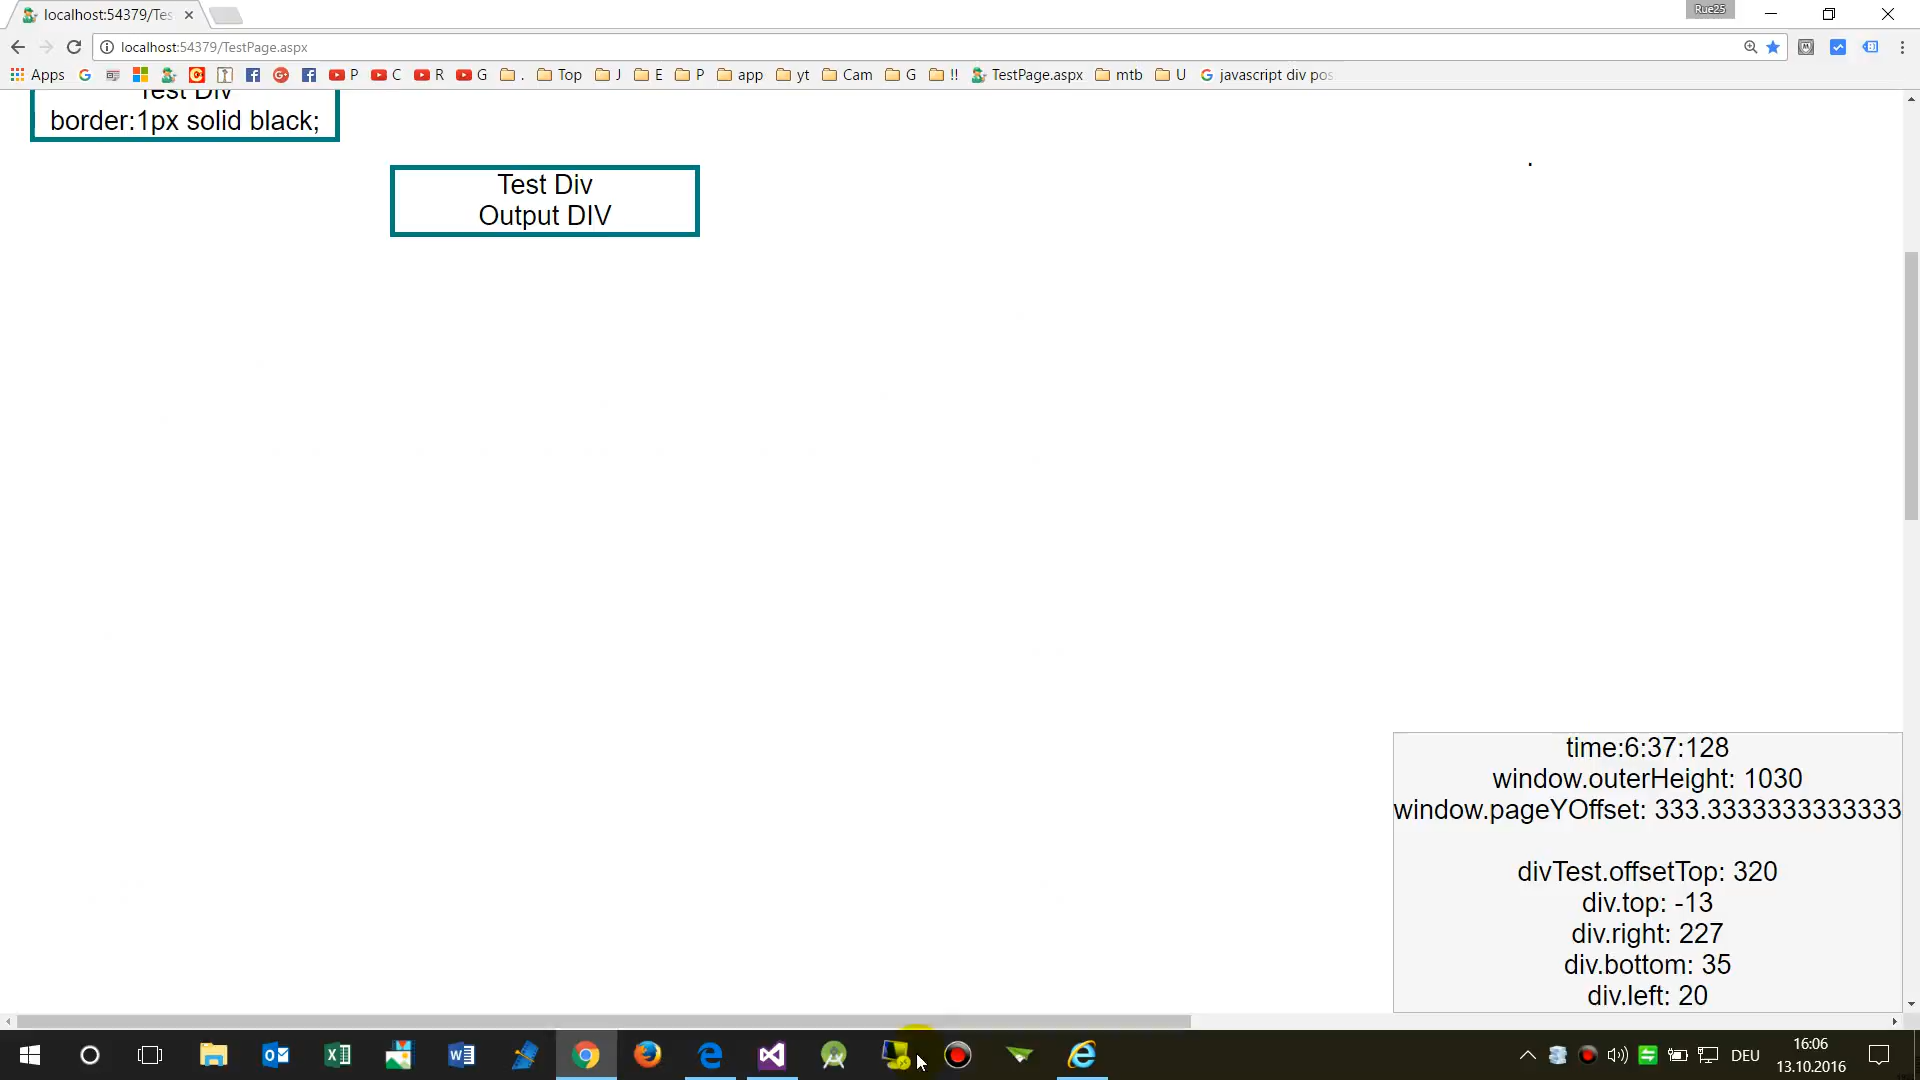 localhost:54379/Tes
Rue25
localhost:54379/TestPage.aspx
Apps P C R G . Top J E P app yt Cam G !! TestPage.aspx mtb U javascript div pos
Test Div
border:1px solid black;
Test Div
Output DIV
.
time:6:37:128
window.outerHeight: 1030
window.pageYOffset: 333.3333333333333
divTest.offsetTop: 320
div.top: -13
div.right: 227
div.bottom: 35
div.left: 20
DEU
16:06
13.10.2016